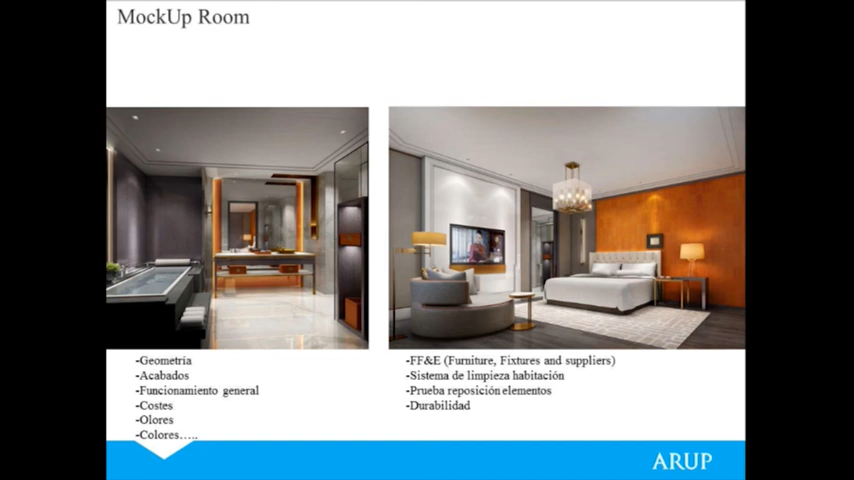 MockUp Room
-Geometría
-Acabados
-Funcionamiento general
-Costes
-Olores
-Colores…..
-FF&E (Furniture, Fixtures and suppliers)
-Sistema de limpieza habitación
-Prueba reposición elementos
-Durabilidad
ARUP